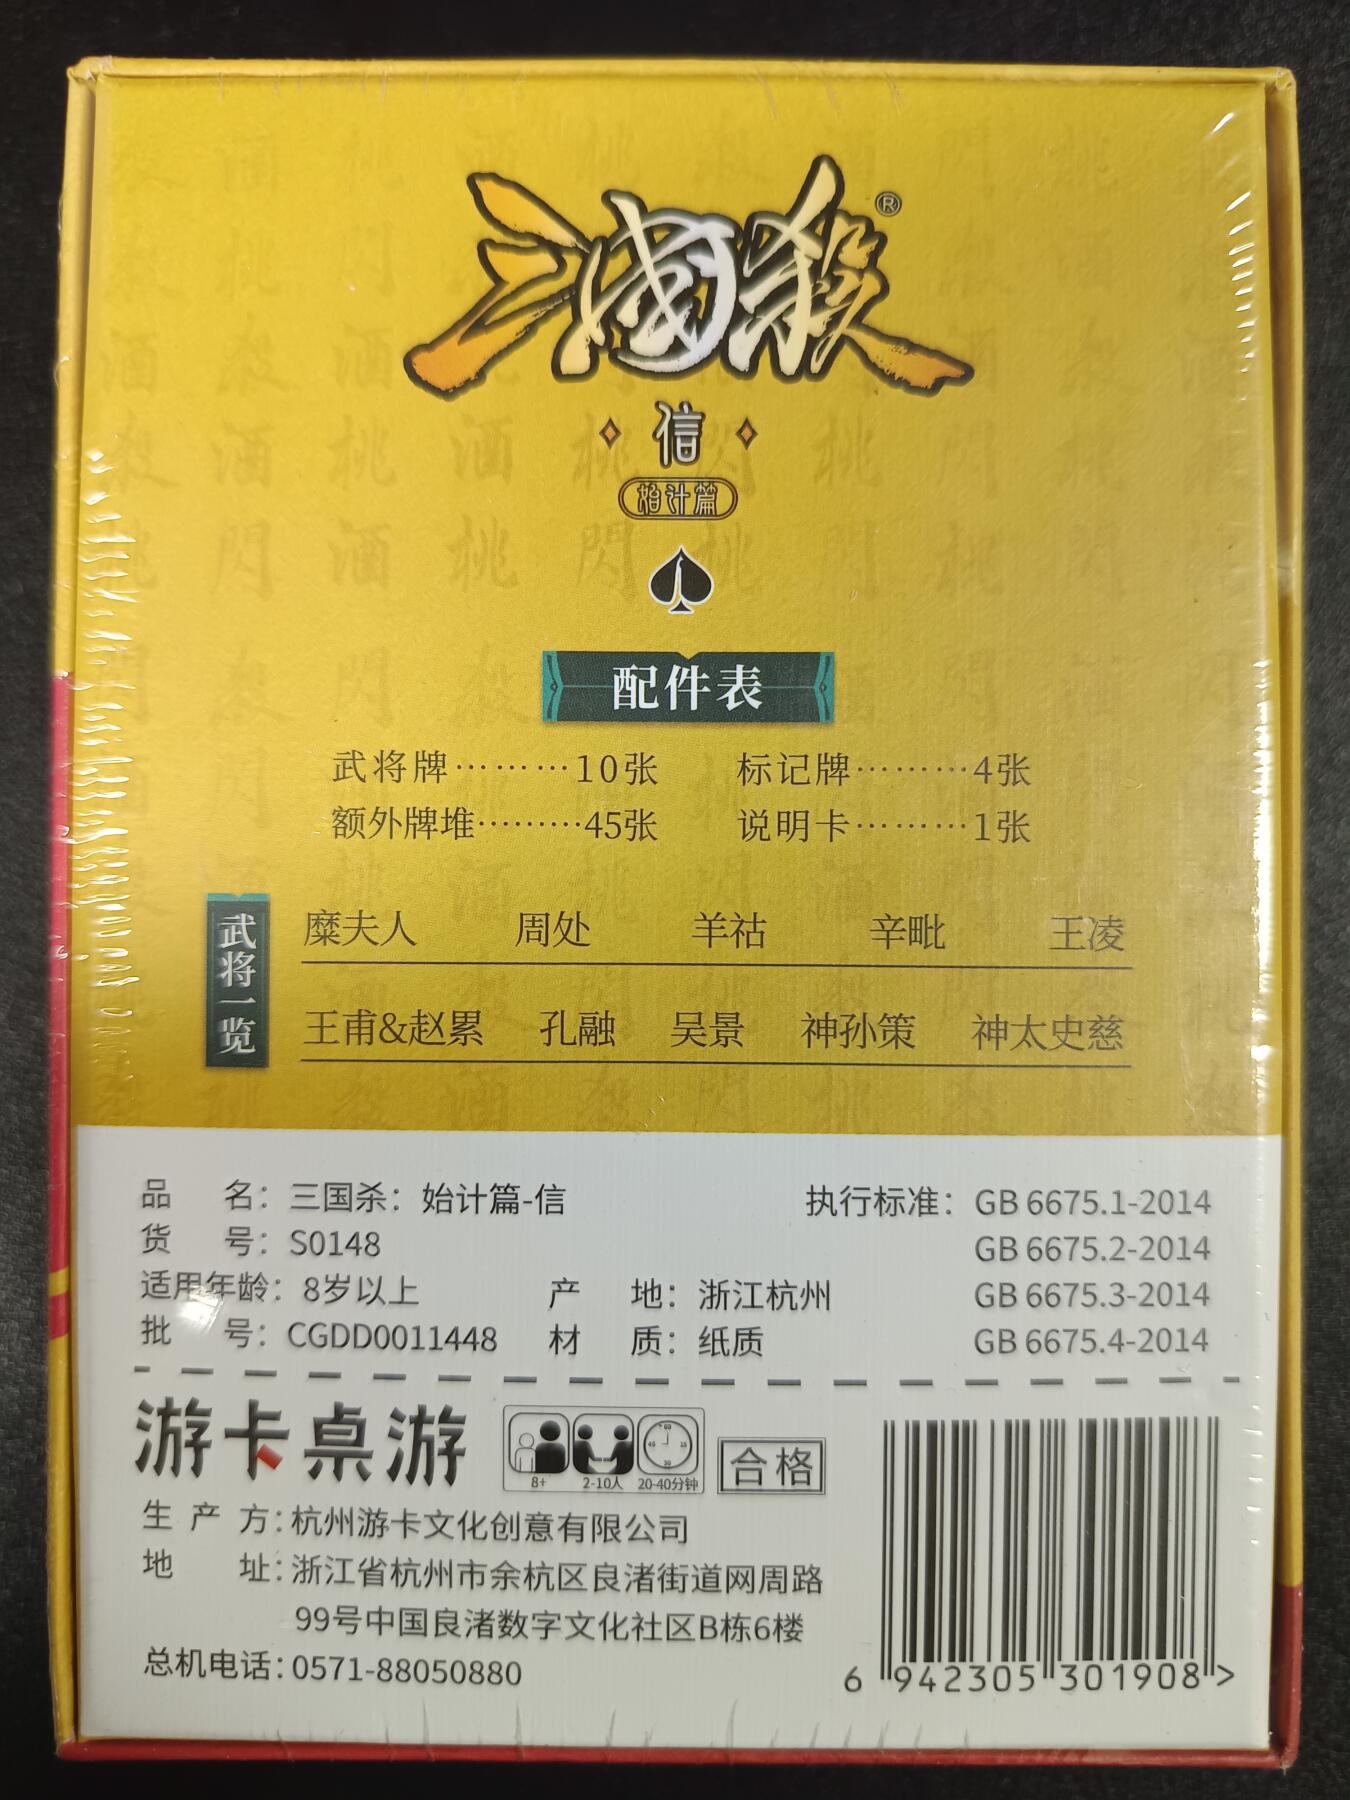 三国殺®
信
始计篇
配件表
武将牌………10张 标记牌………4张
额外牌堆………45张 说明卡………1张
武将一览
糜夫人 周处 羊祜 辛毗 王凌
王甫&赵累 孔融 吴景 神孙策 神太史慈
品名：三国杀：始计篇-信 执行标准：GB 6675.1-2014
货号：S0148 GB 6675.2-2014
适用年龄：8岁以上 产地：浙江杭州 GB 6675.3-2014
批号：CGDD0011448 材质：纸质 GB 6675.4-2014
游卡桌游
60 15 30 45
8+ 2-10人 20-40分钟
合格
生产方：杭州游卡文化创意有限公司
地址：浙江省杭州市余杭区良渚街道网周路
99号中国良渚数字文化社区B栋6楼
总机电话：0571-88050880
6 942305 301908 >